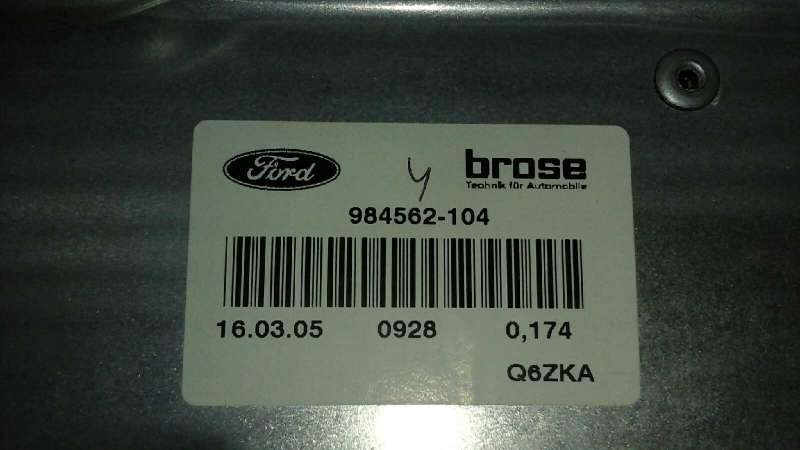 Ford
y
brose
Technik für Automobile
984562-104
16.03.05 0928 0,174
Q6ZKA